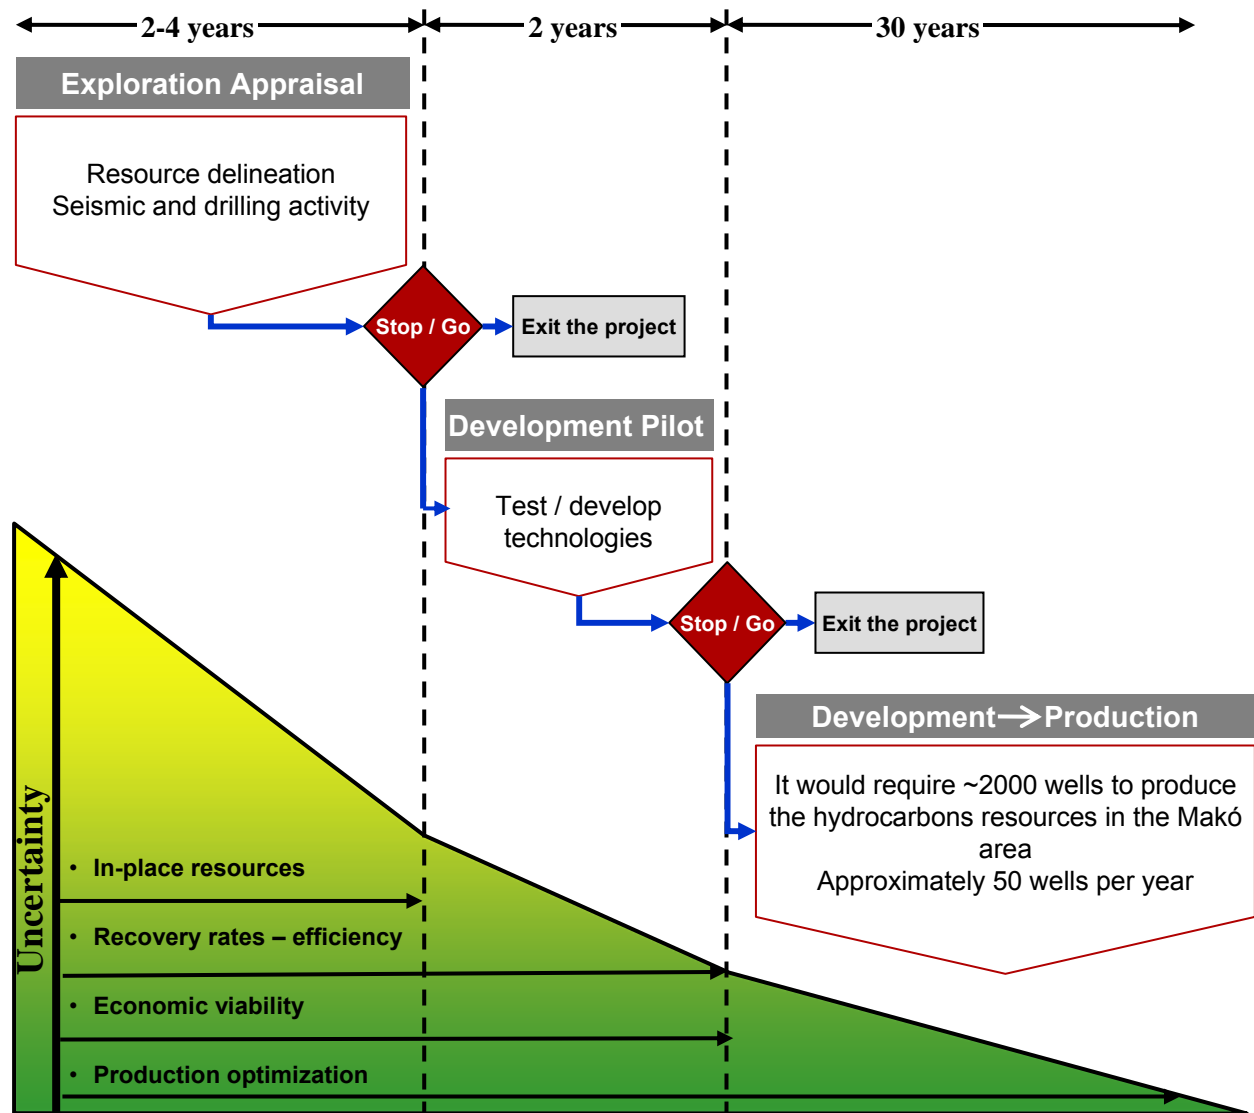 2-4 years
2 years
30 years
Exploration Appraisal
Resource delineation
Seismic and drilling activity
Stop / Go
Exit the project
Development Pilot
Test / develop
technologies
Stop / Go
Exit the project
Development→Production
It would require ~2000 wells to produce
the hydrocarbons resources in the Makó
area
Approximately 50 wells per year
Uncertainty
• In-place resources
• Recovery rates – efficiency
• Economic viability
• Production optimization